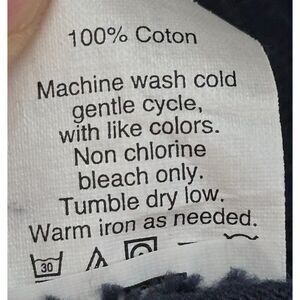 100% Coton
Machine wash cold
gentle cycle,
with like colors.
Non chlorine
bleach only.
Tumble dry low.
Warm iron as needed.
30